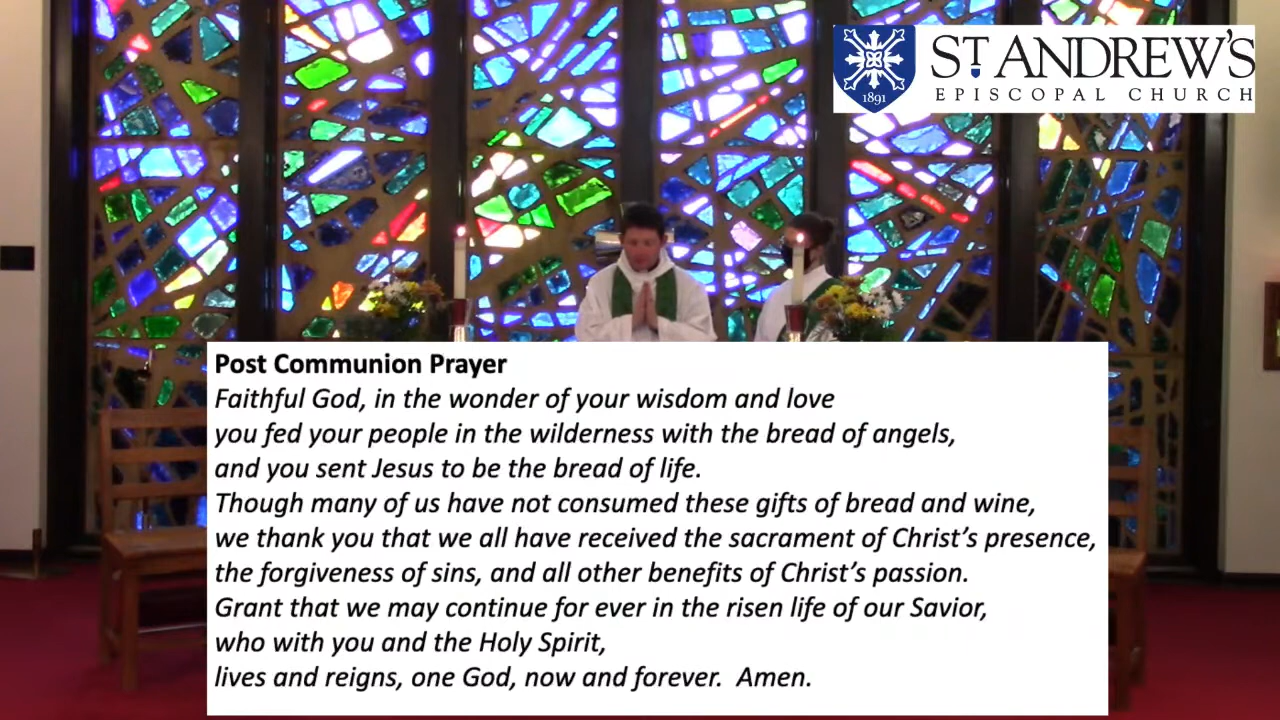 ST. ANDREW'S
EPISCOPAL CHURCH
1891
Post Communion Prayer
Faithful God, in the wonder of your wisdom and love
you fed your people in the wilderness with the bread of angels,
and you sent Jesus to be the bread of life.
Though many of us have not consumed these gifts of bread and wine,
we thank you that we all have received the sacrament of Christ's presence,
the forgiveness of sins, and all other benefits of Christ's passion.
Grant that we may continue for ever in the risen life of our Savior,
who with you and the Holy Spirit,
lives and reigns, one God, now and forever.  Amen.